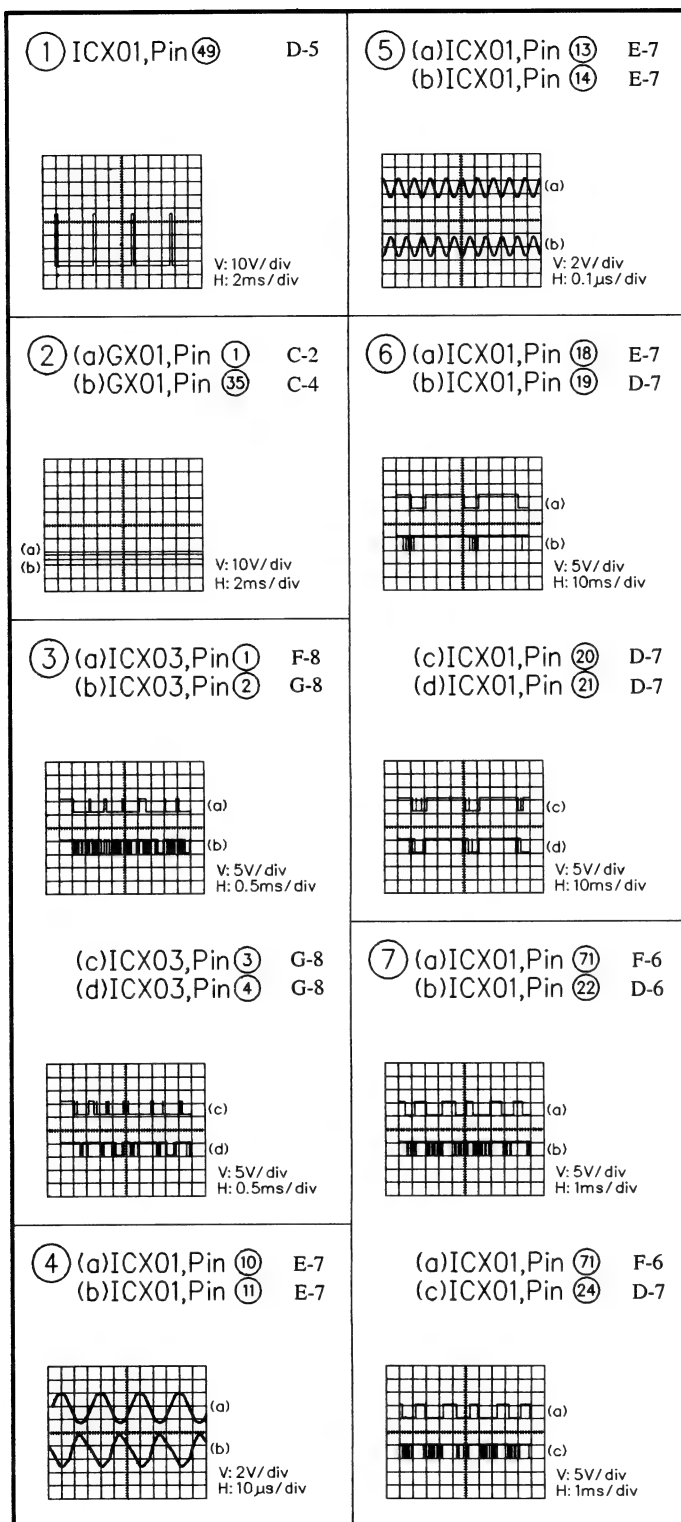 ① ICX01,Pin ㊾ D-5
V: 10V/div
H: 2ms/div
② (a)GX01,Pin ① C-2
(b)GX01,Pin ㉟ C-4
(a)
(b)
V: 10V/div
H: 2ms/div
③ (a)ICX03,Pin ① F-8
(b)ICX03,Pin ② G-8
(a)
(b)
V: 5V/div
H: 0.5ms/div
(c)ICX03,Pin ③ G-8
(d)ICX03,Pin ④ G-8
(c)
(d)
V: 5V/div
H: 0.5ms/div
④ (a)ICX01,Pin ⑩ E-7
(b)ICX01,Pin ⑪ E-7
(a)
(b)
V: 2V/div
H: 10µs/div
⑤ (a)ICX01,Pin ⑬ E-7
(b)ICX01,Pin ⑭ E-7
(a)
(b)
V: 2V/div
H: 0.1µs/div
⑥ (a)ICX01,Pin ⑱ E-7
(b)ICX01,Pin ⑲ D-7
(a)
(b)
V: 5V/div
H: 10ms/div
(c)ICX01,Pin ⑳ D-7
(d)ICX01,Pin ㉑ D-7
(c)
(d)
V: 5V/div
H: 10ms/div
⑦ (a)ICX01,Pin (71) F-6
(b)ICX01,Pin ㉒ D-6
(a)
(b)
V: 5V/div
H: 1ms/div
(a)ICX01,Pin (71) F-6
(c)ICX01,Pin ㉔ D-7
(a)
(c)
V: 5V/div
H: 1ms/div